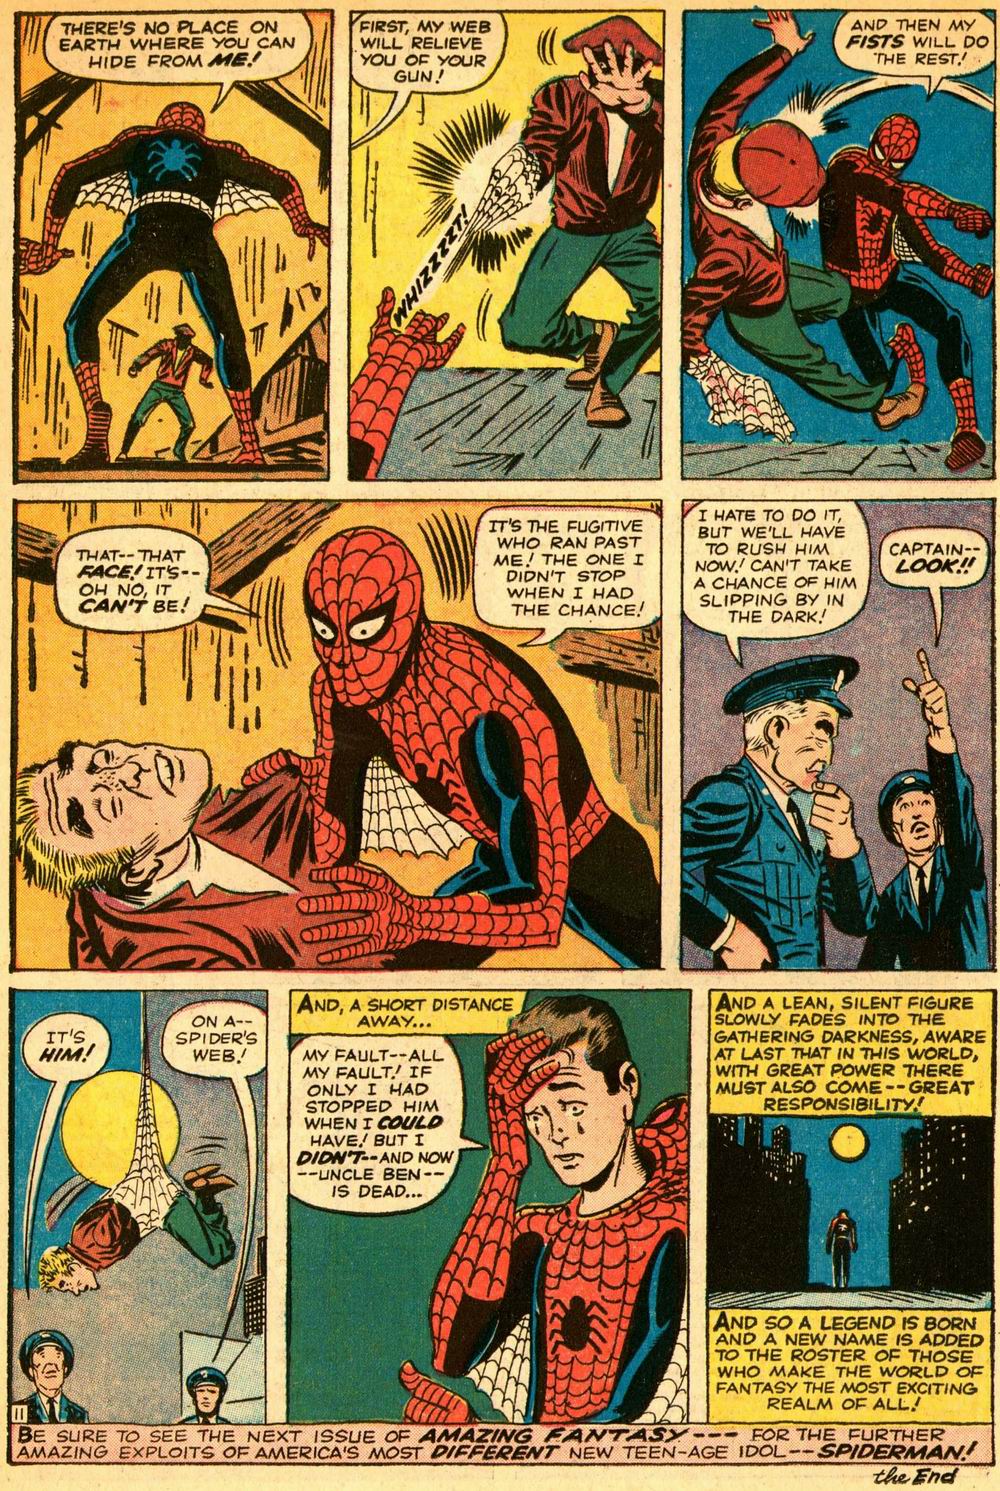 THERE'S NO PLACE ON
EARTH WHERE YOU CAN
HIDE FROM ME!
FIRST, MY WEB
WILL RELIEVE
YOU OF YOUR
GUN!
WHIZZZZT!
AND THEN MY
FISTS WILL DO
THE REST!
THAT--THAT
FACE! IT'S--
OH NO, IT
CAN'T BE!
IT'S THE FUGITIVE
WHO RAN PAST
ME! THE ONE I
DIDN'T STOP
WHEN I HAD
THE CHANCE!
I HATE TO DO IT,
BUT WE'LL HAVE
TO RUSH HIM
NOW! CAN'T TAKE
A CHANCE OF HIM
SLIPPING BY IN
THE DARK!
CAPTAIN--
LOOK!!
IT'S
HIM!
ON A--
SPIDER'S
WEB!
11
AND, A SHORT DISTANCE
AWAY...
MY FAULT--ALL
MY FAULT! IF
ONLY I HAD
STOPPED HIM
WHEN I COULD
HAVE! BUT I
DIDN'T--AND NOW
--UNCLE BEN--
IS DEAD...
AND A LEAN, SILENT FIGURE
SLOWLY FADES INTO THE
GATHERING DARKNESS, AWARE
AT LAST THAT IN THIS WORLD,
WITH GREAT POWER THERE
MUST ALSO COME--GREAT
RESPONSIBILITY!
AND SO A LEGEND IS BORN
AND A NEW NAME IS ADDED
TO THE ROSTER OF THOSE
WHO MAKE THE WORLD OF
FANTASY THE MOST EXCITING
REALM OF ALL!
BE SURE TO SEE THE NEXT ISSUE OF AMAZING FANTASY--- FOR THE FURTHER
AMAZING EXPLOITS OF AMERICA'S MOST DIFFERENT NEW TEEN-AGE IDOL--SPIDERMAN!
the End